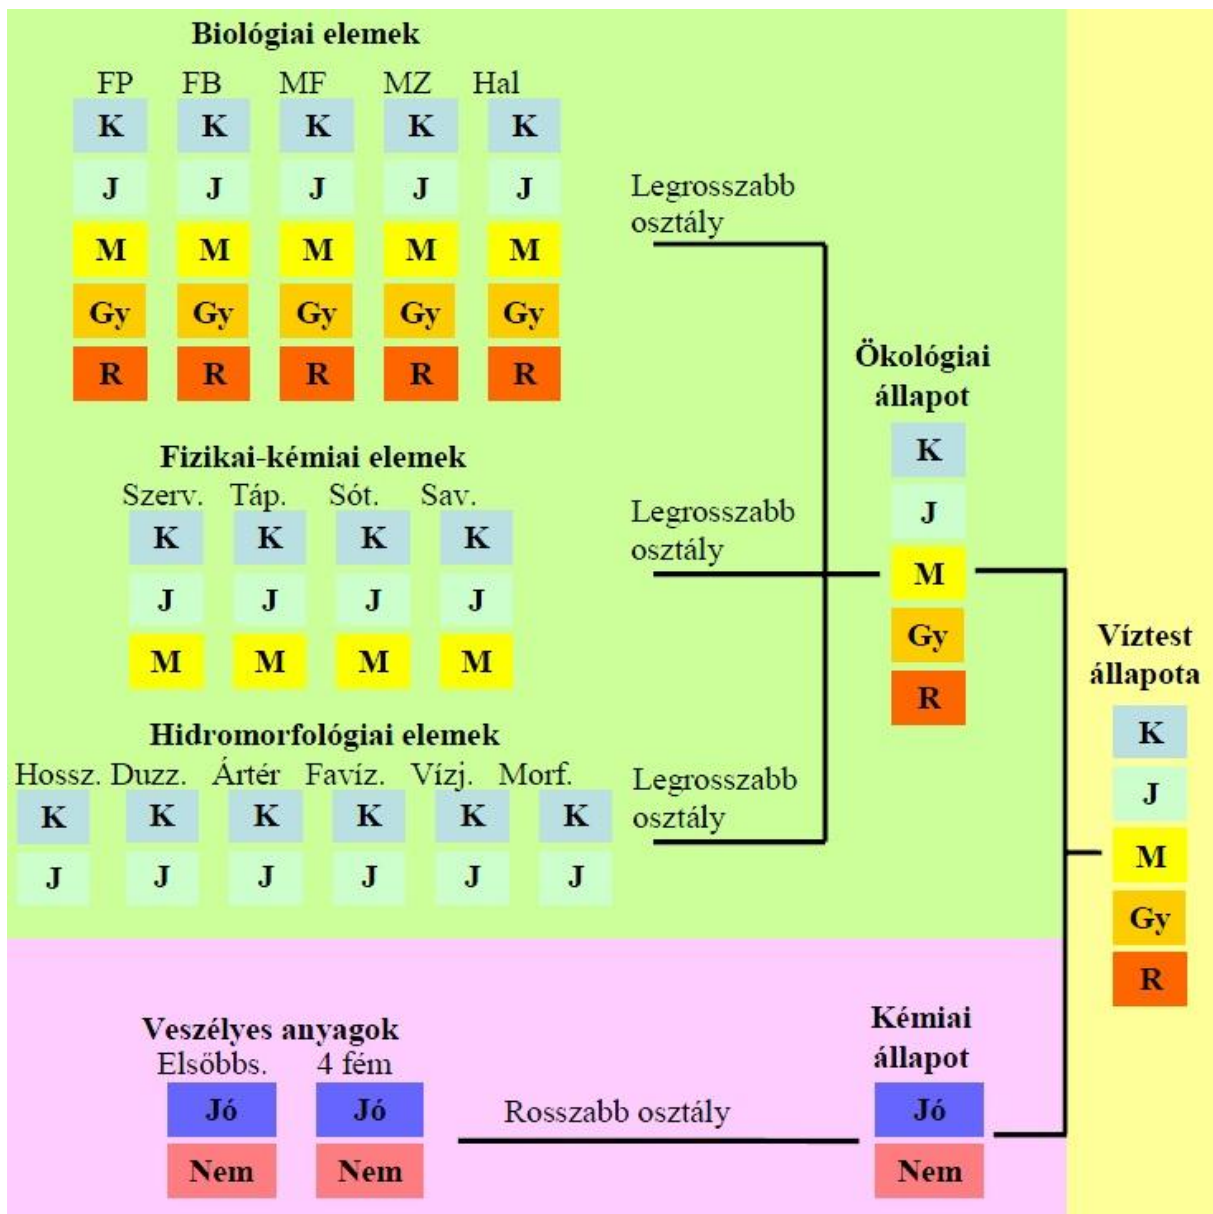 Biológiai elemek
FP FB MF MZ Hal
K K K K K
J J J J J
M M M M M
Gy Gy Gy Gy Gy
R R R R R
Legrosszabb
osztály
Fizikai-kémiai elemek
Szerv. Táp. Sót. Sav.
K K K K
J J J J
M M M M
Legrosszabb
osztály
Hidromorfológiai elemek
Hossz. Duzz. Ártér Favíz. Vízj. Morf.
K K K K K K
J J J J J J
Legrosszabb
osztály
Ökológiai
állapot
K
J
M
Gy
R
Veszélyes anyagok
Elsőbbs. 4 fém
Jó Jó
Nem Nem
Rosszabb osztály
Kémiai
állapot
Jó
Nem
Víztest
állapota
K
J
M
Gy
R